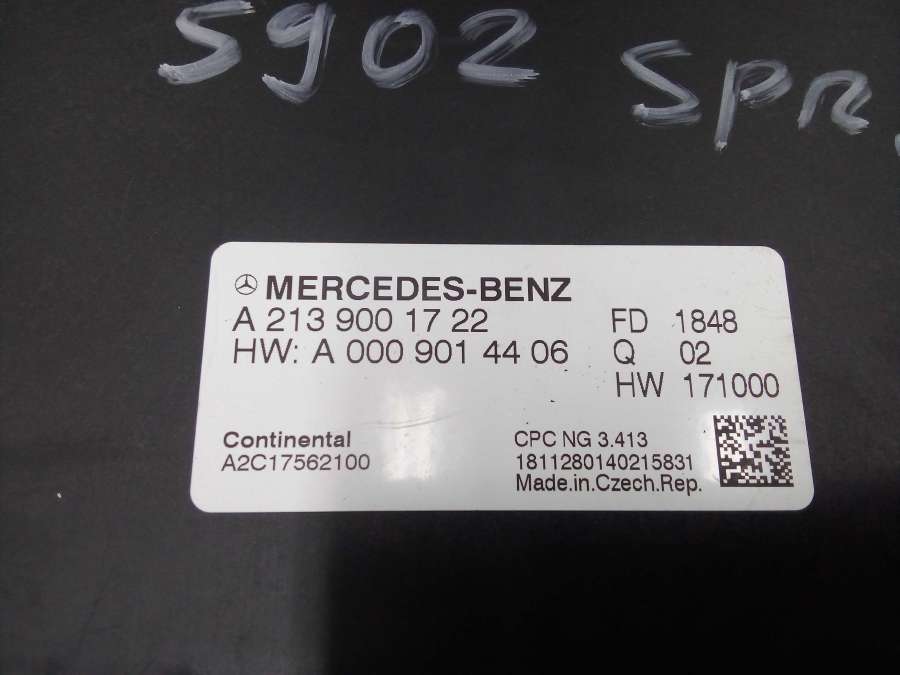 5902
Spr
MERCEDES-BENZ
A 213 900 17 22
HW: A 000 901 44 06
FD 1848
Q 02
HW 171000
Continental
A2C17562100
CPC NG 3.413
1811280140215831
Made.in.Czech.Rep.